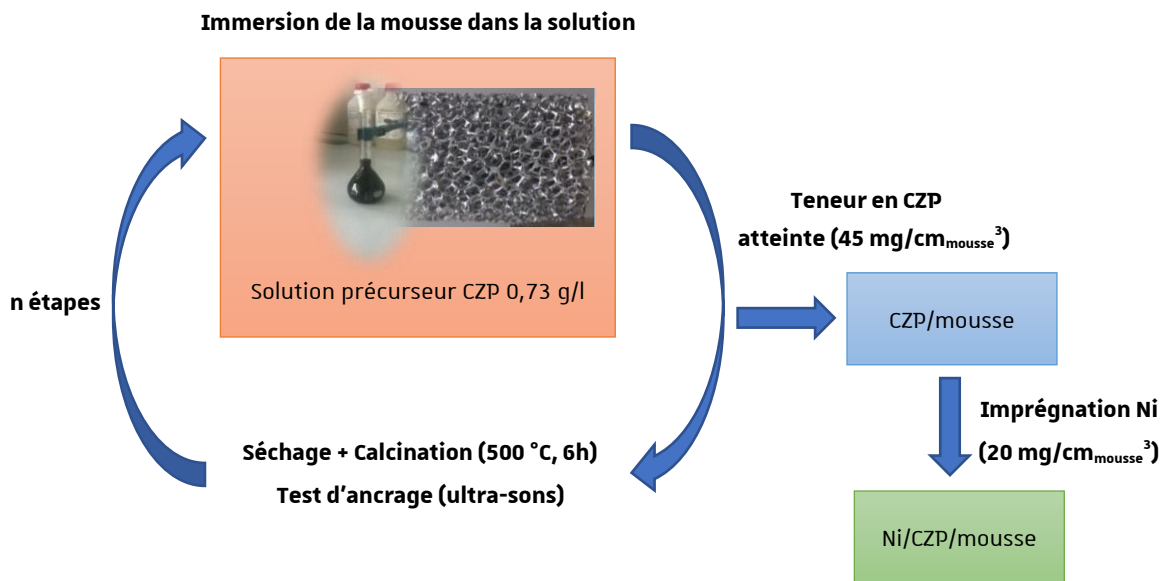 Immersion de la mousse dans la solution
Solution précurseur CZP 0,73 g/l
n étapes
Séchage + Calcination (500 °C, 6h)
Test d’ancrage (ultra-sons)
Teneur en CZP
atteinte (45 mg/cmmousse³)
CZP/mousse
Imprégnation Ni
(20 mg/cmmousse³)
Ni/CZP/mousse